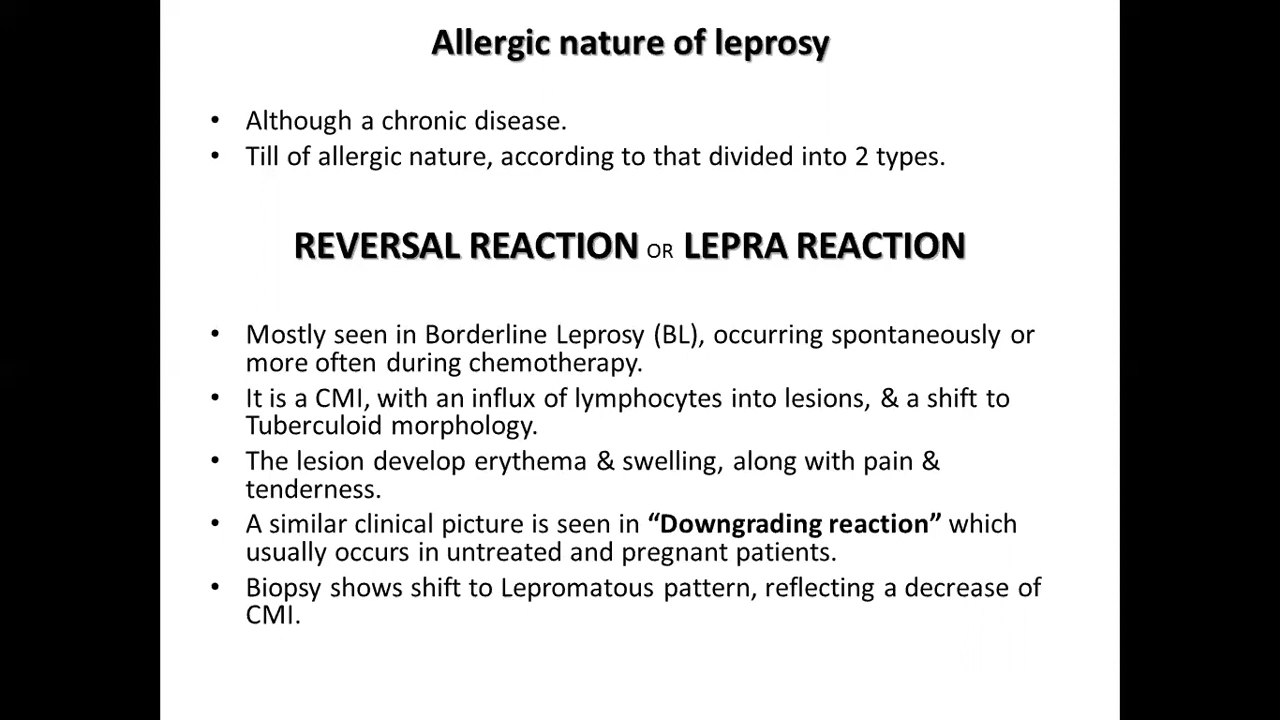 Allergic nature of leprosy
• Although a chronic disease.
• Till of allergic nature, according to that divided into 2 types.
REVERSAL REACTION OR LEPRA REACTION
• Mostly seen in Borderline Leprosy (BL), occurring spontaneously or
more often during chemotherapy.
• It is a CMI, with an influx of lymphocytes into lesions, & a shift to
Tuberculoid morphology.
• The lesion develop erythema & swelling, along with pain &
tenderness.
• A similar clinical picture is seen in “Downgrading reaction” which
usually occurs in untreated and pregnant patients.
• Biopsy shows shift to Lepromatous pattern, reflecting a decrease of
CMI.